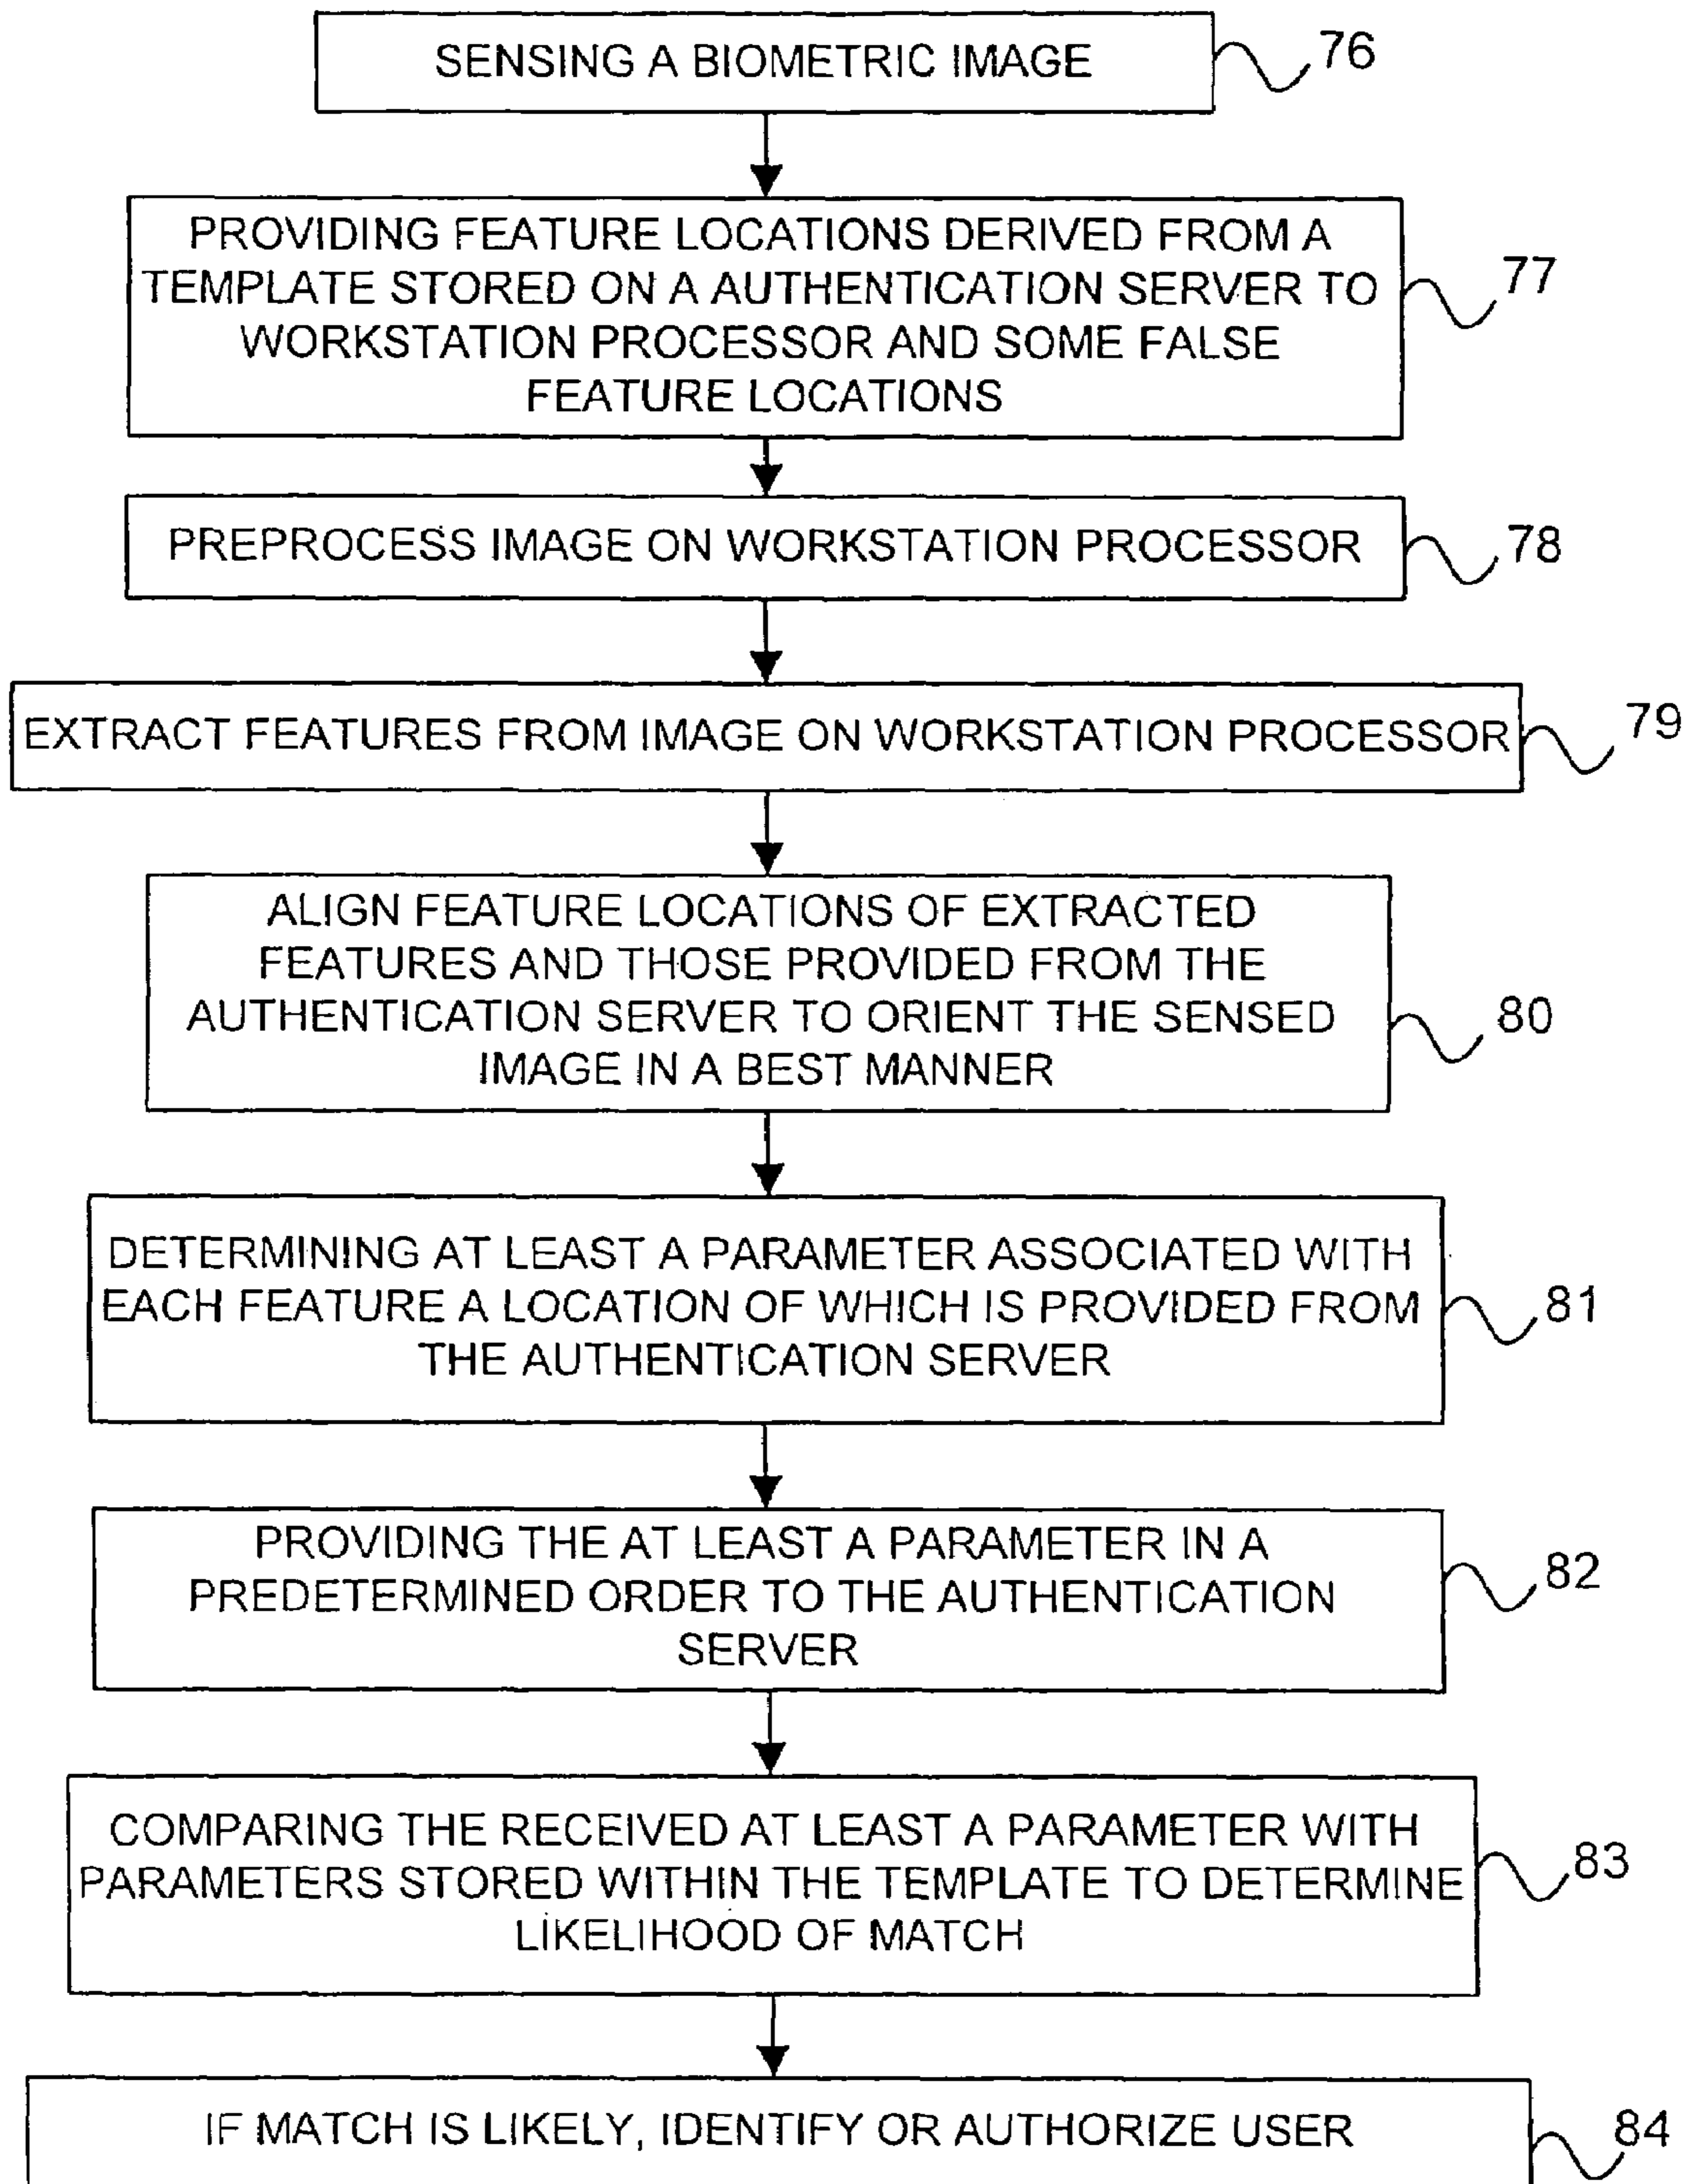 SENSING A BIOMETRIC IMAGE
76
PROVIDING FEATURE LOCATIONS DERIVED FROM A
TEMPLATE STORED ON A AUTHENTICATION SERVER TO
WORKSTATION PROCESSOR AND SOME FALSE
FEATURE LOCATIONS
77
PREPROCESS IMAGE ON WORKSTATION PROCESSOR
78
EXTRACT FEATURES FROM IMAGE ON WORKSTATION PROCESSOR
79
ALIGN FEATURE LOCATIONS OF EXTRACTED
FEATURES AND THOSE PROVIDED FROM THE
AUTHENTICATION SERVER TO ORIENT THE SENSED
IMAGE IN A BEST MANNER
80
DETERMINING AT LEAST A PARAMETER ASSOCIATED WITH
EACH FEATURE A LOCATION OF WHICH IS PROVIDED FROM
THE AUTHENTICATION SERVER
81
PROVIDING THE AT LEAST A PARAMETER IN A
PREDETERMINED ORDER TO THE AUTHENTICATION
SERVER
82
COMPARING THE RECEIVED AT LEAST A PARAMETER WITH
PARAMETERS STORED WITHIN THE TEMPLATE TO DETERMINE
LIKELIHOOD OF MATCH
83
IF MATCH IS LIKELY, IDENTIFY OR AUTHORIZE USER
84